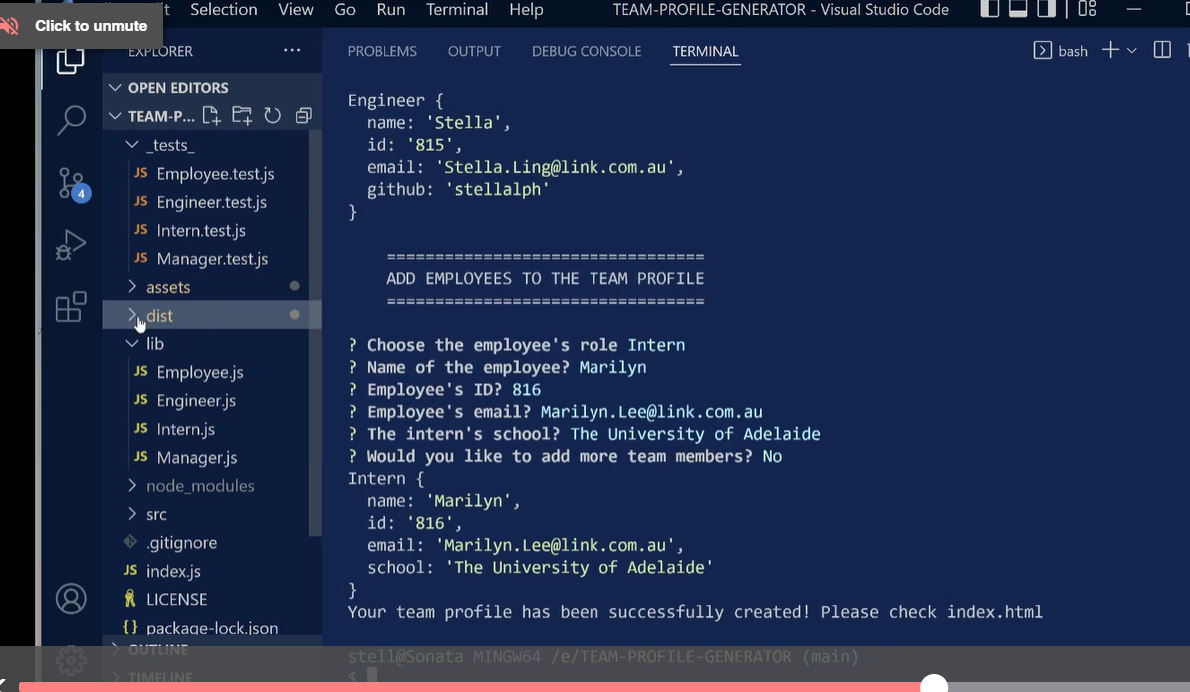 Click to unmute
Selection View Go Run Terminal Help
TEAM-PROFILE-GENERATOR - Visual Studio Code
EXPLORER
PROBLEMS OUTPUT DEBUG CONSOLE TERMINAL
bash
OPEN EDITORS
TEAM-P...
_tests_
JS Employee.test.js
JS Engineer.test.js
JS Intern.test.js
JS Manager.test.js
assets
dist
lib
JS Employee.js
JS Engineer.js
JS Intern.js
JS Manager.js
node_modules
src
.gitignore
JS index.js
LICENSE
{} package-lock.json
OUTLINE
TIMELINE
4
Engineer {
name: 'Stella',
id: '815',
email: 'Stella.Ling@link.com.au',
github: 'stellalph'
}
=================================
ADD EMPLOYEES TO THE TEAM PROFILE
=================================
? Choose the employee's role Intern
? Name of the employee? Marilyn
? Employee's ID? 816
? Employee's email? Marilyn.Lee@link.com.au
? The intern's school? The University of Adelaide
? Would you like to add more team members? No
Intern {
name: 'Marilyn',
id: '816',
email: 'Marilyn.Lee@link.com.au',
school: 'The University of Adelaide'
}
Your team profile has been successfully created! Please check index.html
stell@Sonata MINGW64 /e/TEAM-PROFILE-GENERATOR (main)
$